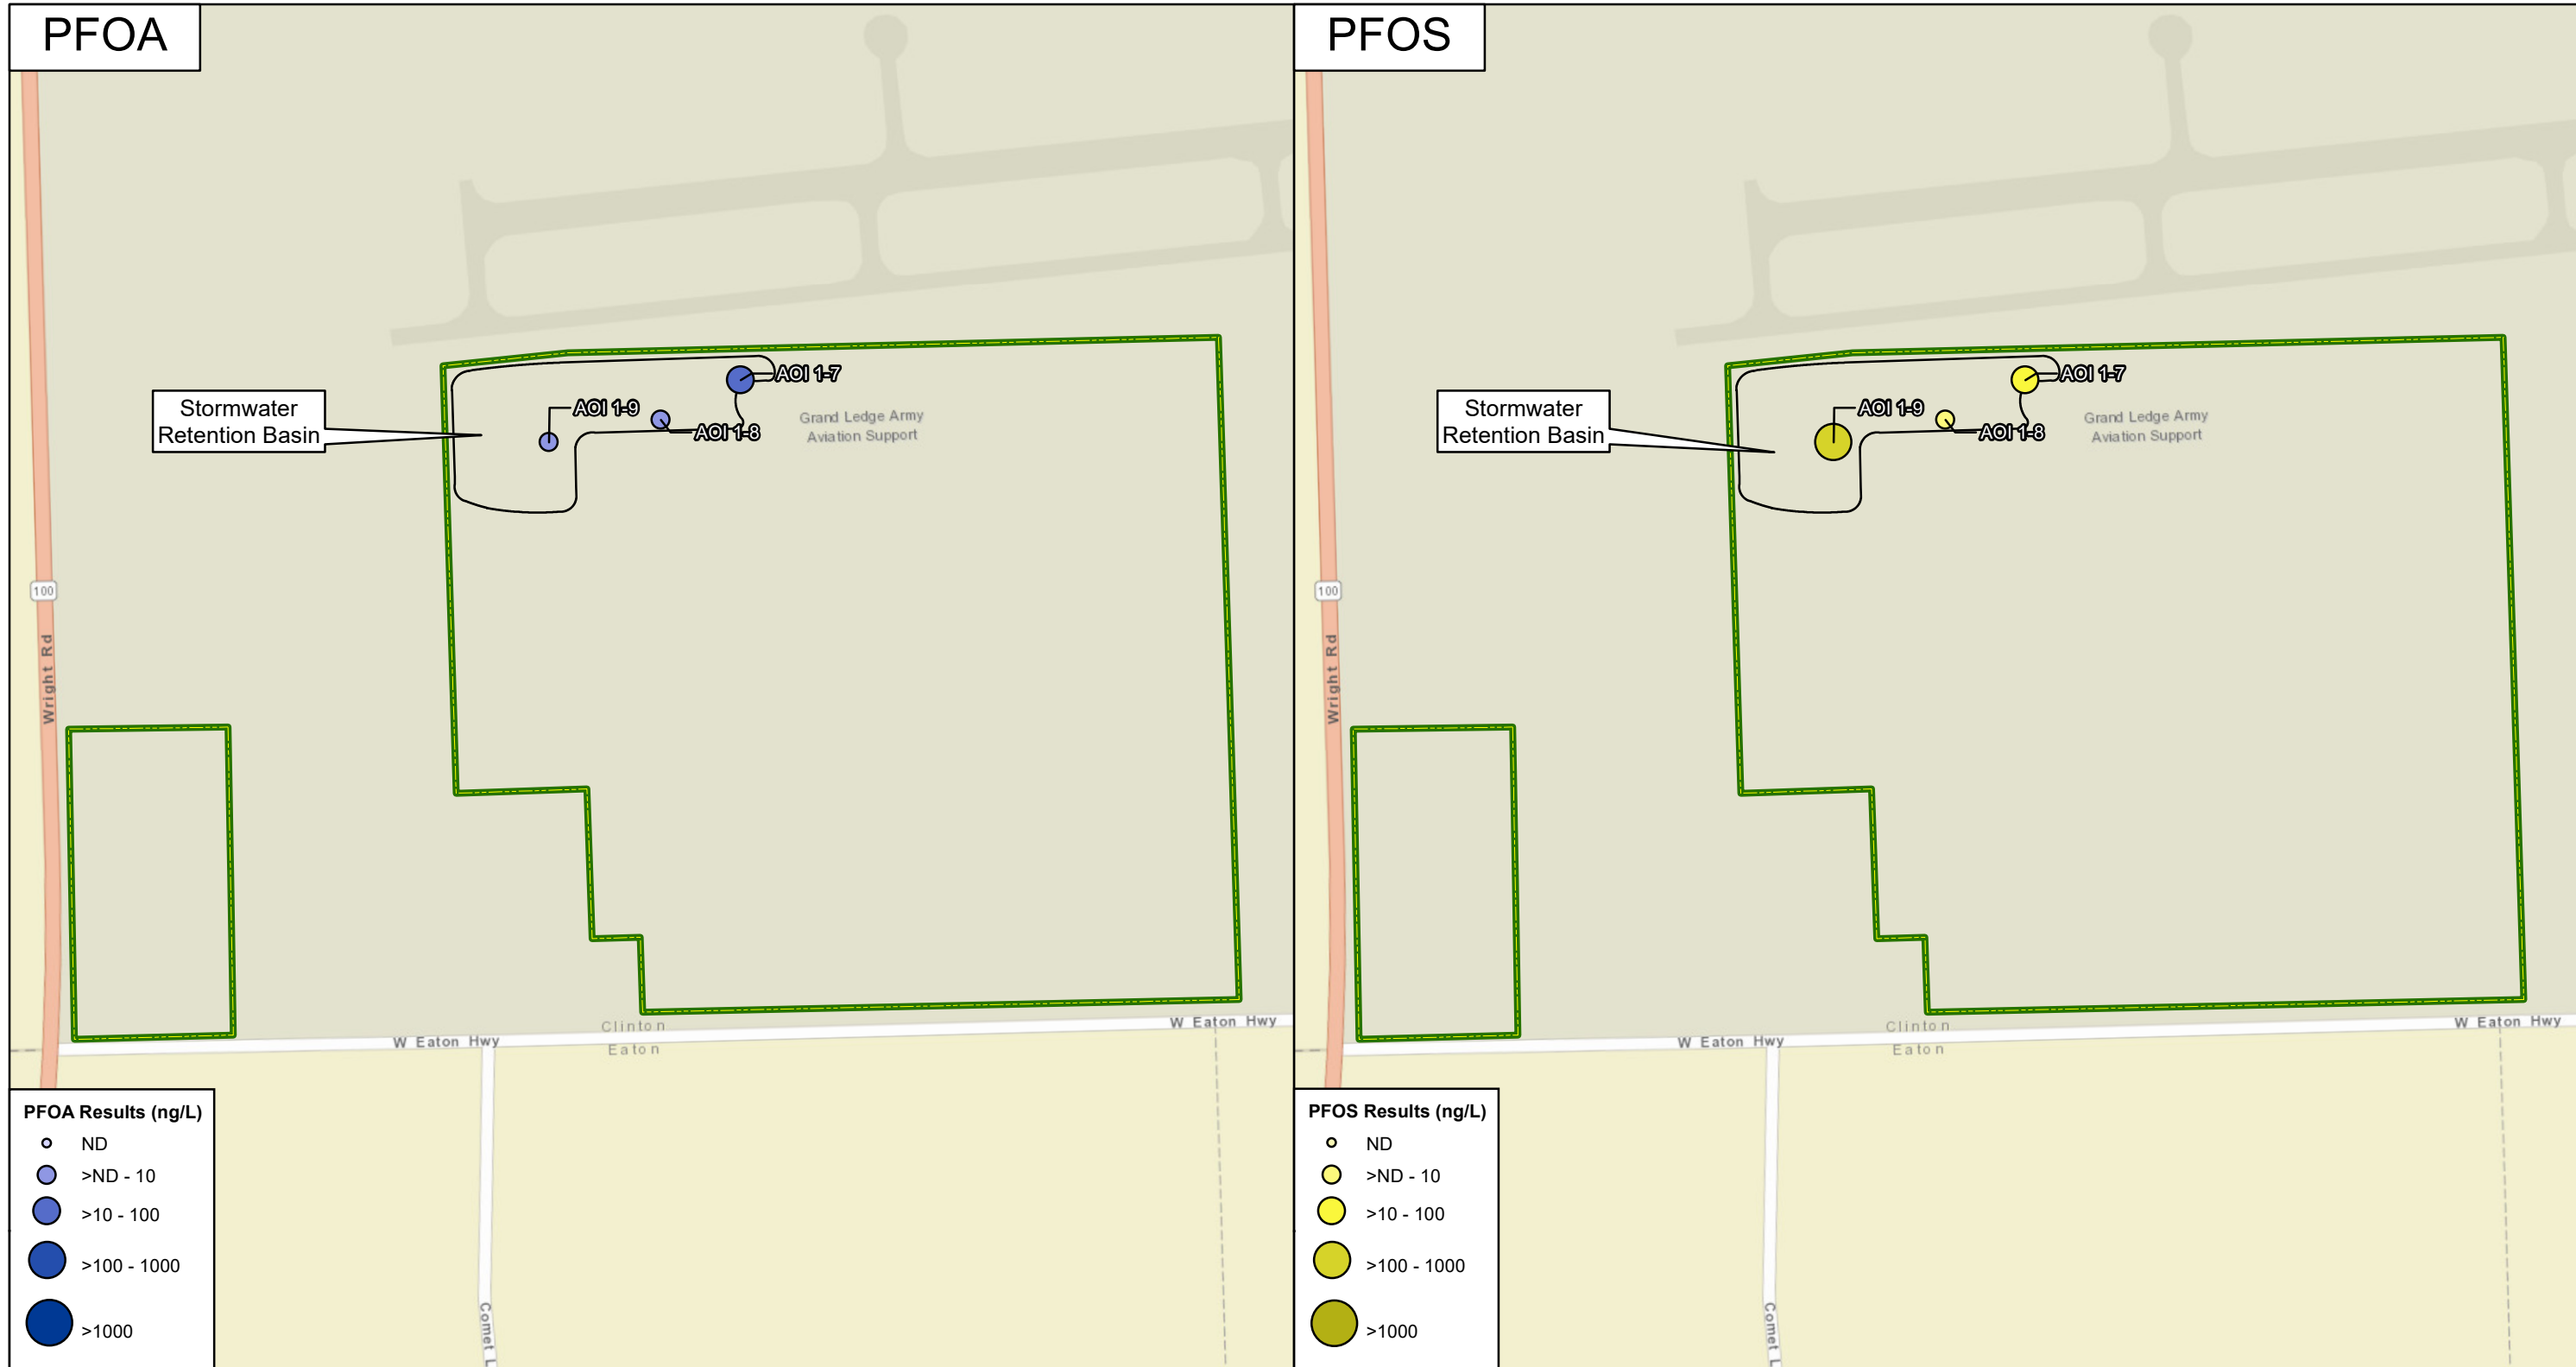 PFOA
AOI 1-7
Stormwater
Retention Basin
AOI 1-9
AOI 1-8
Grand Ledge Army
Aviation Support
100
Wright Rd
Clinton
Eaton
W Eaton Hwy
W Eaton Hwy
Comet L
PFOA Results (ng/L)
ND
>ND - 10
>10 - 100
>100 - 1000
>1000
PFOS
AOI 1-7
Stormwater
Retention Basin
AOI 1-9
AOI 1-8
Grand Ledge Army
Aviation Support
100
Wright Rd
Clinton
Eaton
W Eaton Hwy
W Eaton Hwy
Comet L
PFOS Results (ng/L)
ND
>ND - 10
>10 - 100
>100 - 1000
>1000